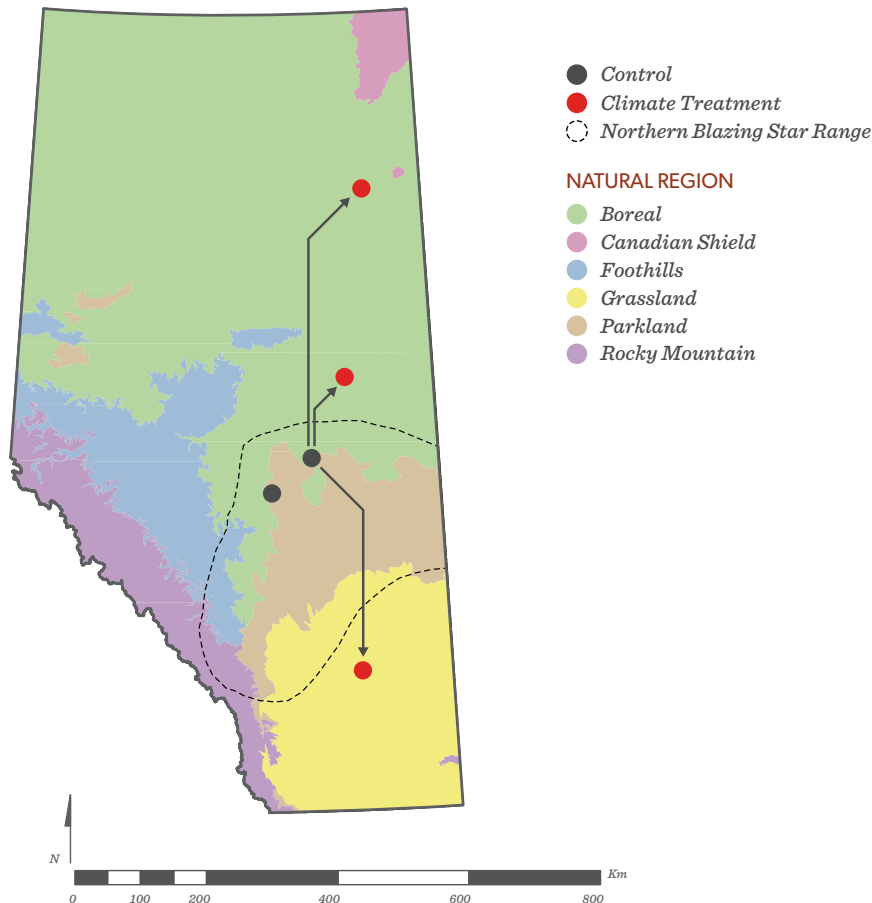 Control
Climate Treatment
Northern Blazing Star Range
NATURAL REGION
Boreal
Canadian Shield
Foothills
Grassland
Parkland
Rocky Mountain
N
Km
0 100 200 400 600 800